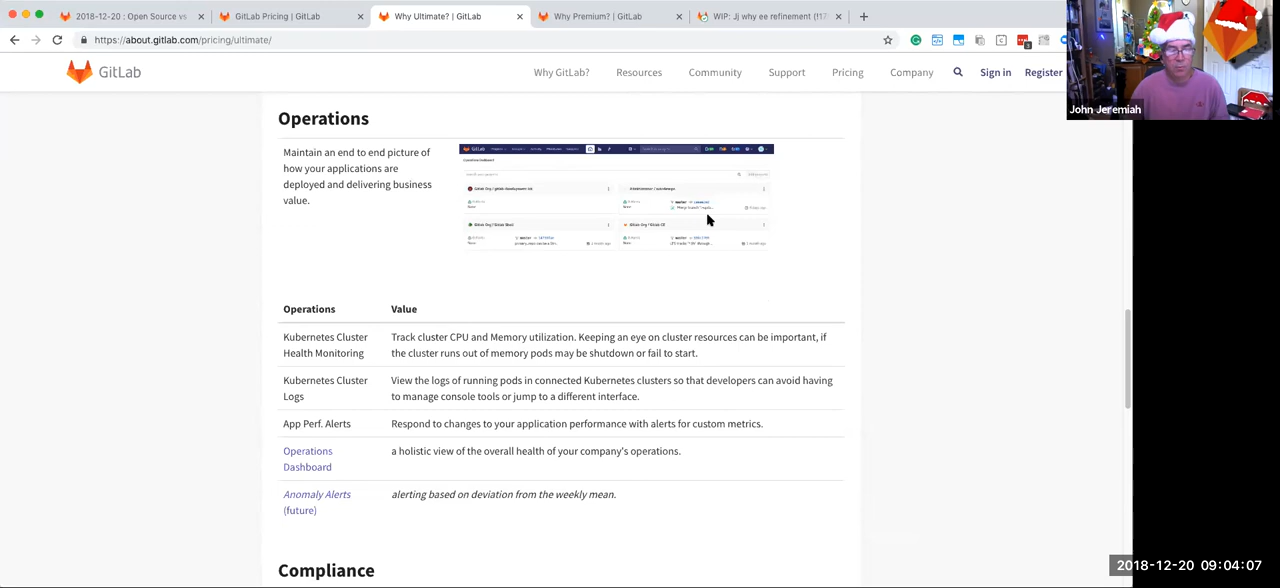 2018-12-20 : Open Source vs
GitLab Pricing | GitLab
Why Ultimate? | GitLab
Why Premium? | GitLab
WIP: Jj why ee refinement (!17
https://about.gitlab.com/pricing/ultimate/
GitLab
Why GitLab?
Resources
Community
Support
Pricing
Company
Sign in
Register
John Jeremiah
Operations
Maintain an end to end picture of
how your applications are
deployed and delivering business
value.
Operations
Value
Kubernetes Cluster
Health Monitoring
Track cluster CPU and Memory utilization. Keeping an eye on cluster resources can be important, if
the cluster runs out of memory pods may be shutdown or fail to start.
Kubernetes Cluster
Logs
View the logs of running pods in connected Kubernetes clusters so that developers can avoid having
to manage console tools or jump to a different interface.
App Perf. Alerts
Respond to changes to your application performance with alerts for custom metrics.
Operations
Dashboard
a holistic view of the overall health of your company's operations.
Anomaly Alerts
(future)
alerting based on deviation from the weekly mean.
Compliance
2018-12-20 09:04:07